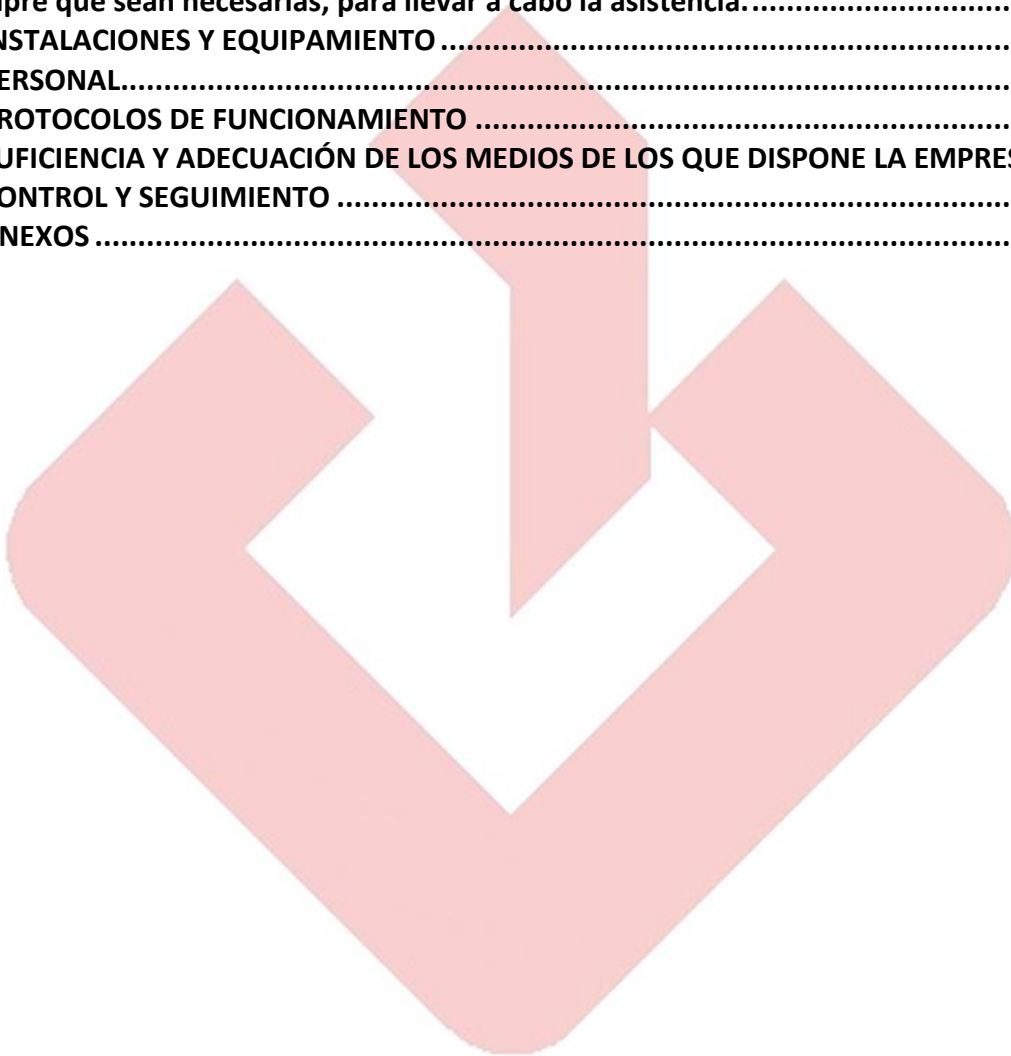 mpre que sean necesarias, para llevar a cabo la asistencia.............................
NSTALACIONES Y EQUIPAMIENTO................................................................
ERSONAL...............................................................................................
ROTOCOLOS DE FUNCIONAMIENTO ..........................................................
UFICIENCIA Y ADECUACIÓN DE LOS MEDIOS DE LOS QUE DISPONE LA EMPRES
ONTROL Y SEGUIMIENTO ........................................................................
NEXOS ..................................................................................................